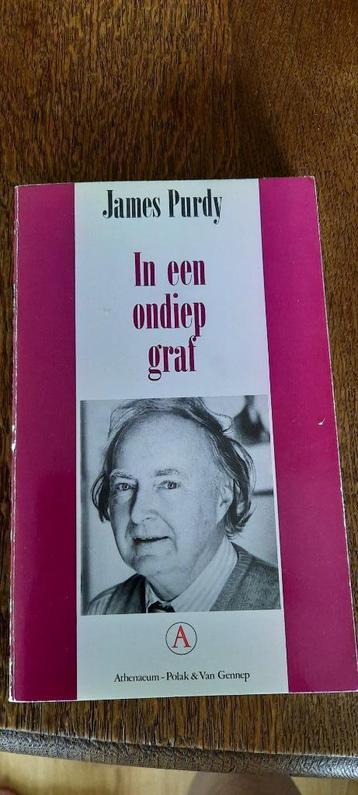 James Purdy
In een
ondiep
graf
A
Athenaeum - Polak & Van Gennep